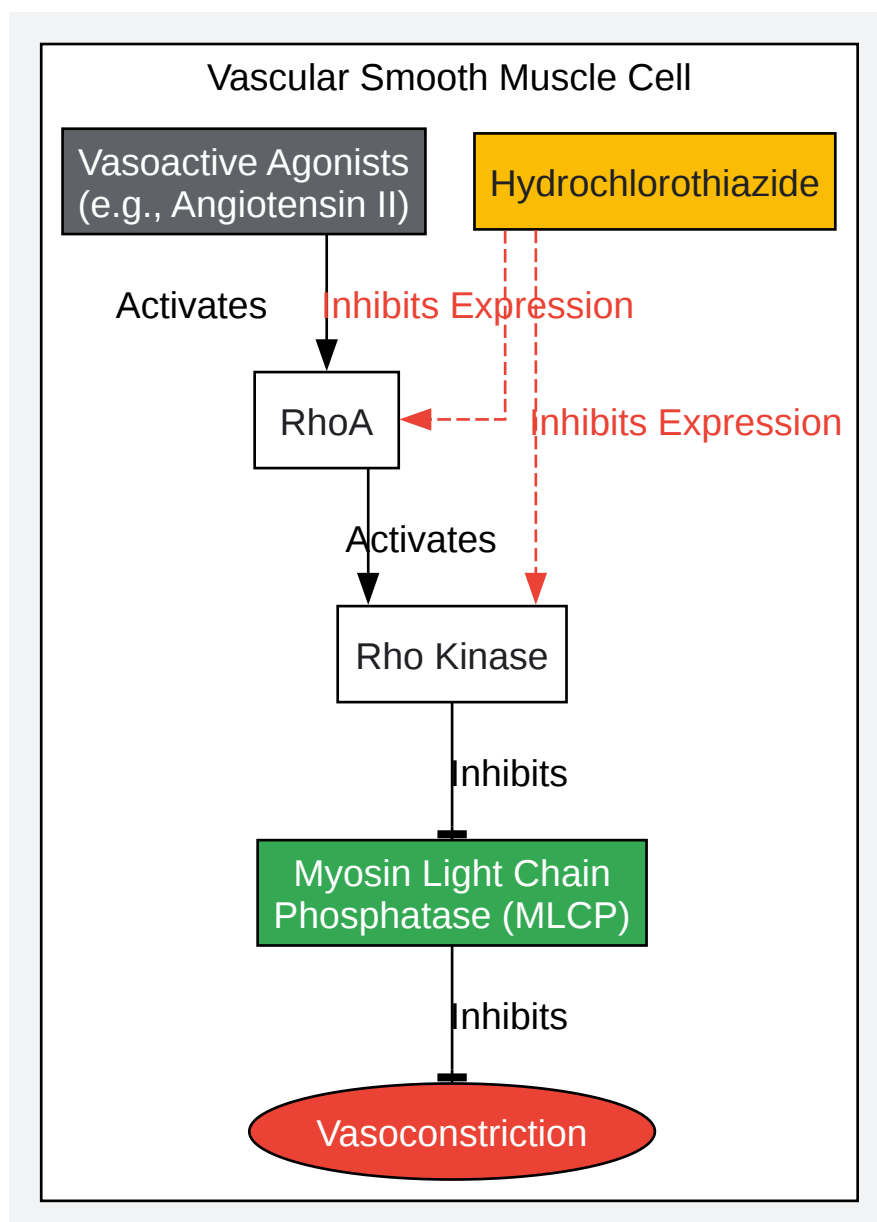 Vascular Smooth Muscle Cell
Vasoactive Agonists
(e.g., Angiotensin II)
Hydrochlorothiazide
Activates
Inhibits Expression
RhoA
Inhibits Expression
Activates
Rho Kinase
Inhibits
Myosin Light Chain
Phosphatase (MLCP)
Inhibits
Vasoconstriction